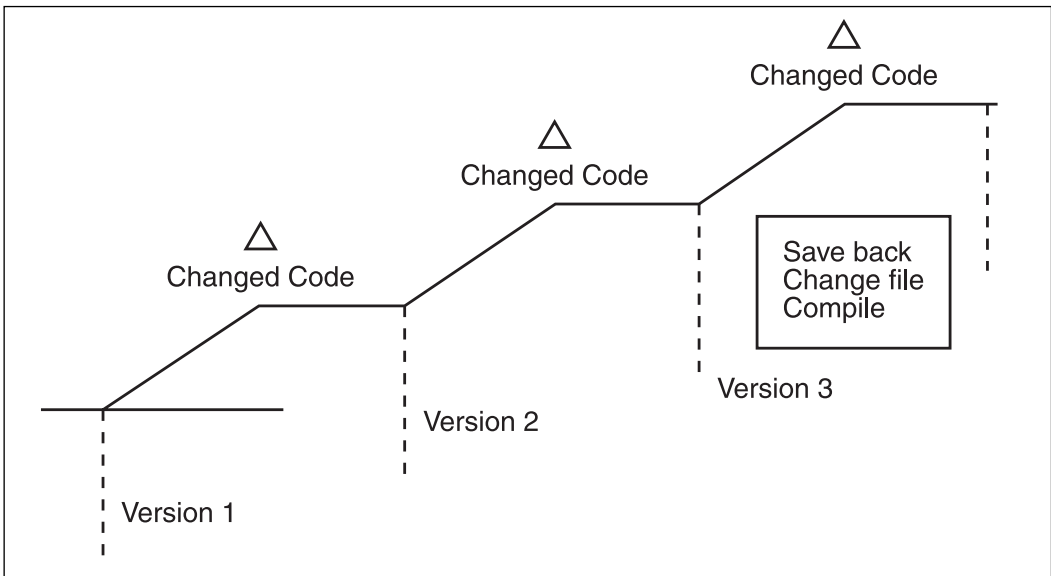 Changed Code
Changed Code
Changed Code
Save back
Change file
Compile
Version 3
Version 2
Version 1